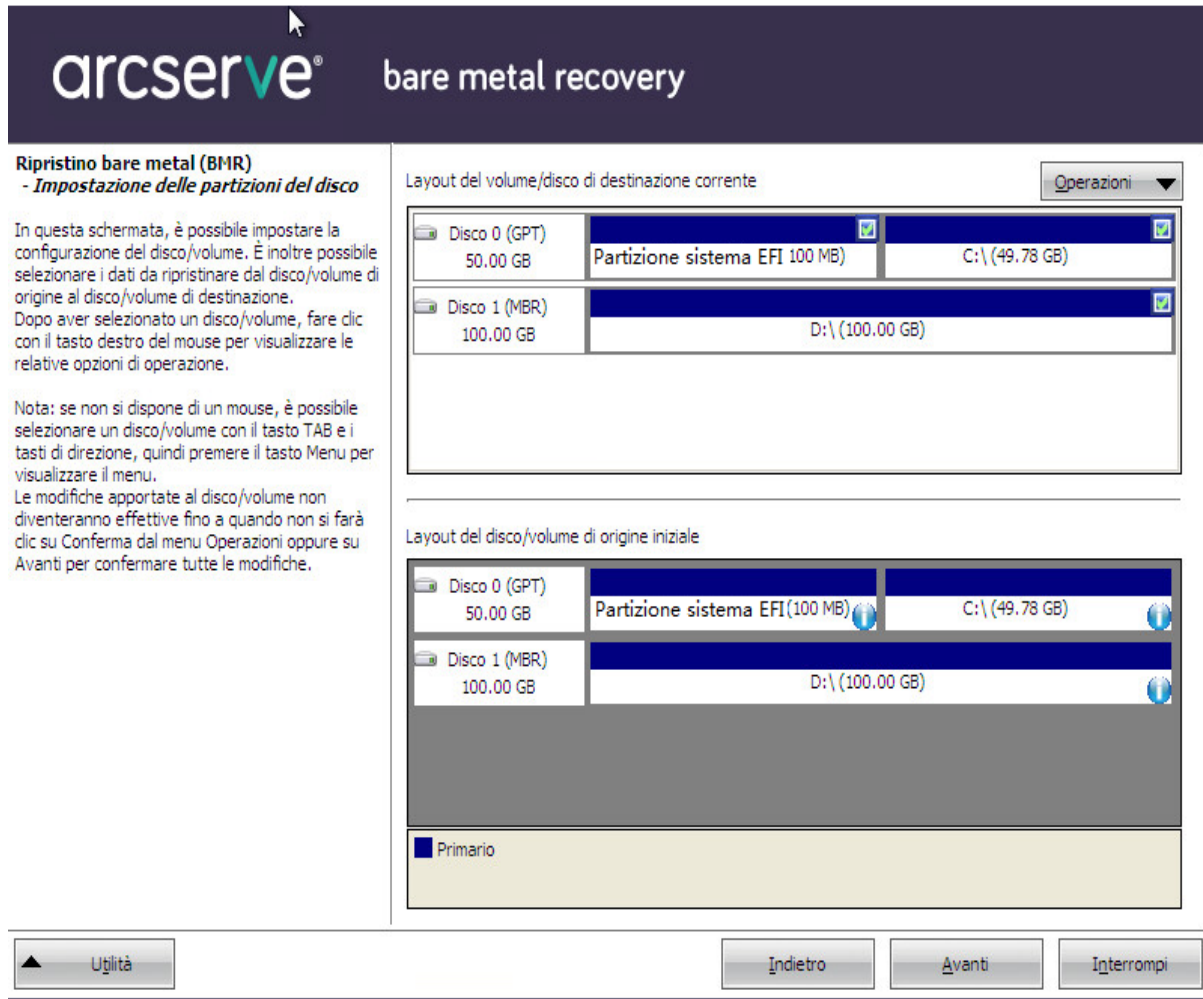 arcserve® bare metal recovery
Ripristino bare metal (BMR)
- Impostazione delle partizioni del disco
In questa schermata, è possibile impostare la
configurazione del disco/volume. È inoltre possibile
selezionare i dati da ripristinare dal disco/volume di
origine al disco/volume di destinazione.
Dopo aver selezionato un disco/volume, fare clic
con il tasto destro del mouse per visualizzare le
relative opzioni di operazione.
Nota: se non si dispone di un mouse, è possibile
selezionare un disco/volume con il tasto TAB e i
tasti di direzione, quindi premere il tasto Menu per
visualizzare il menu.
Le modifiche apportate al disco/volume non
diventeranno effettive fino a quando non si farà
clic su Conferma dal menu Operazioni oppure su
Avanti per confermare tutte le modifiche.
Layout del volume/disco di destinazione corrente
Operazioni
Disco 0 (GPT)
50.00 GB
Partizione sistema EFI 100 MB)
C:\ (49.78 GB)
Disco 1 (MBR)
100.00 GB
D:\ (100.00 GB)
Layout del disco/volume di origine iniziale
Disco 0 (GPT)
50.00 GB
Partizione sistema EFI(100 MB)
C:\ (49.78 GB)
Disco 1 (MBR)
100.00 GB
D:\ (100.00 GB)
Primario
Utilità
Indietro
Avanti
Interrompi